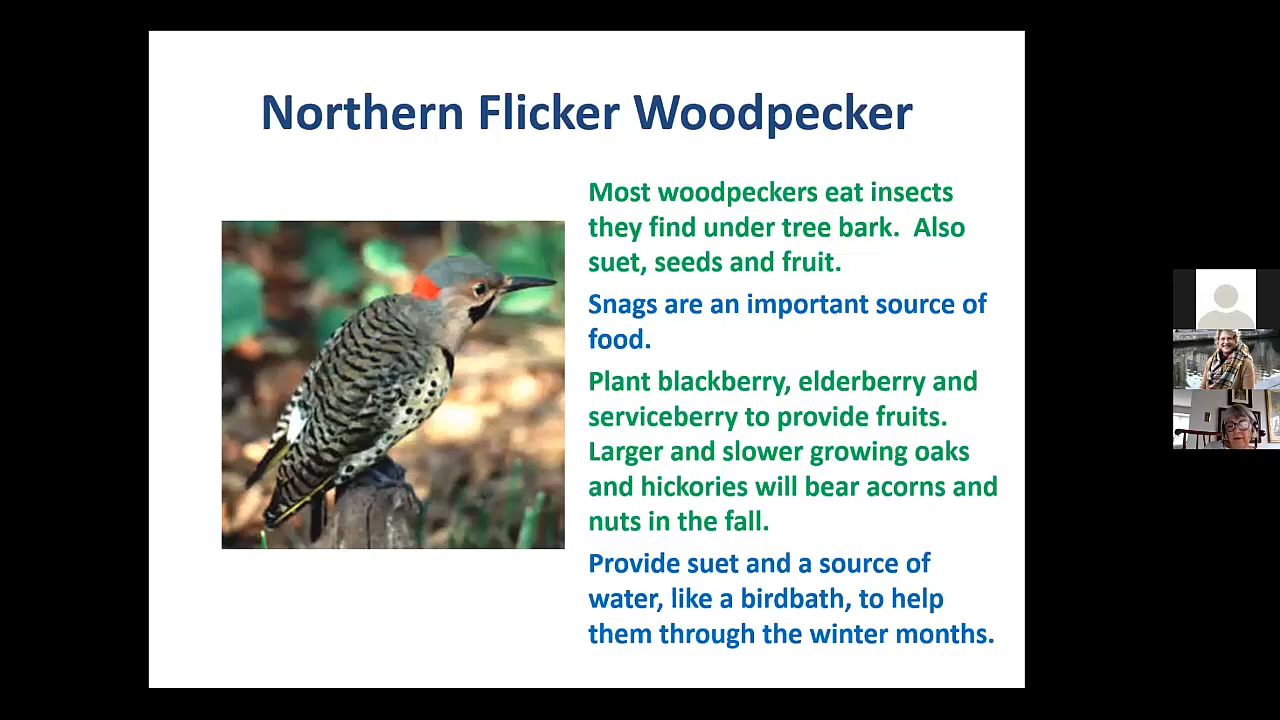 Northern Flicker Woodpecker
Most woodpeckers eat insects
they find under tree bark.  Also
suet, seeds and fruit.
Snags are an important source of
food.
Plant blackberry, elderberry and
serviceberry to provide fruits.
Larger and slower growing oaks
and hickories will bear acorns and
nuts in the fall.
Provide suet and a source of
water, like a birdbath, to help
them through the winter months.